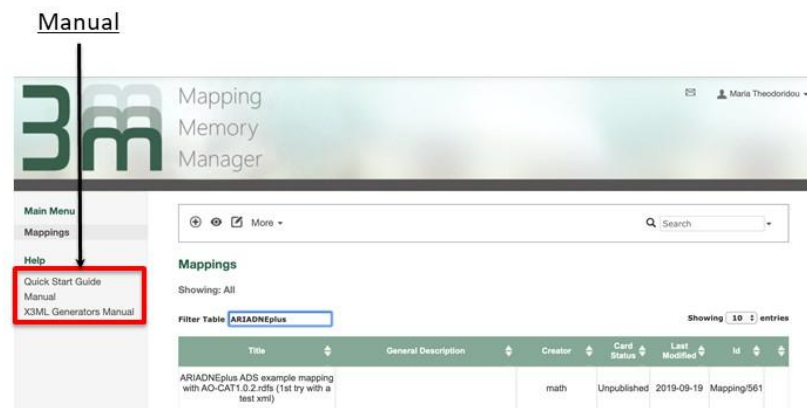 Manual
3m
Mapping
Memory
Manager
Maria Theodoridou
Main Menu
Mappings
Help
Quick Start Guide
Manual
X3ML Generators Manual
More
Search
Mappings
Showing: All
Filter Table ARIADNEplus
Showing 10 entries
Title General Description Creator Card Status Last Modified Id
ARIADNEplus ADS example mapping
with AO-CAT1.0.2.rdfs (1st try with a
test xml)
math Unpublished 2019-09-19 Mapping/561